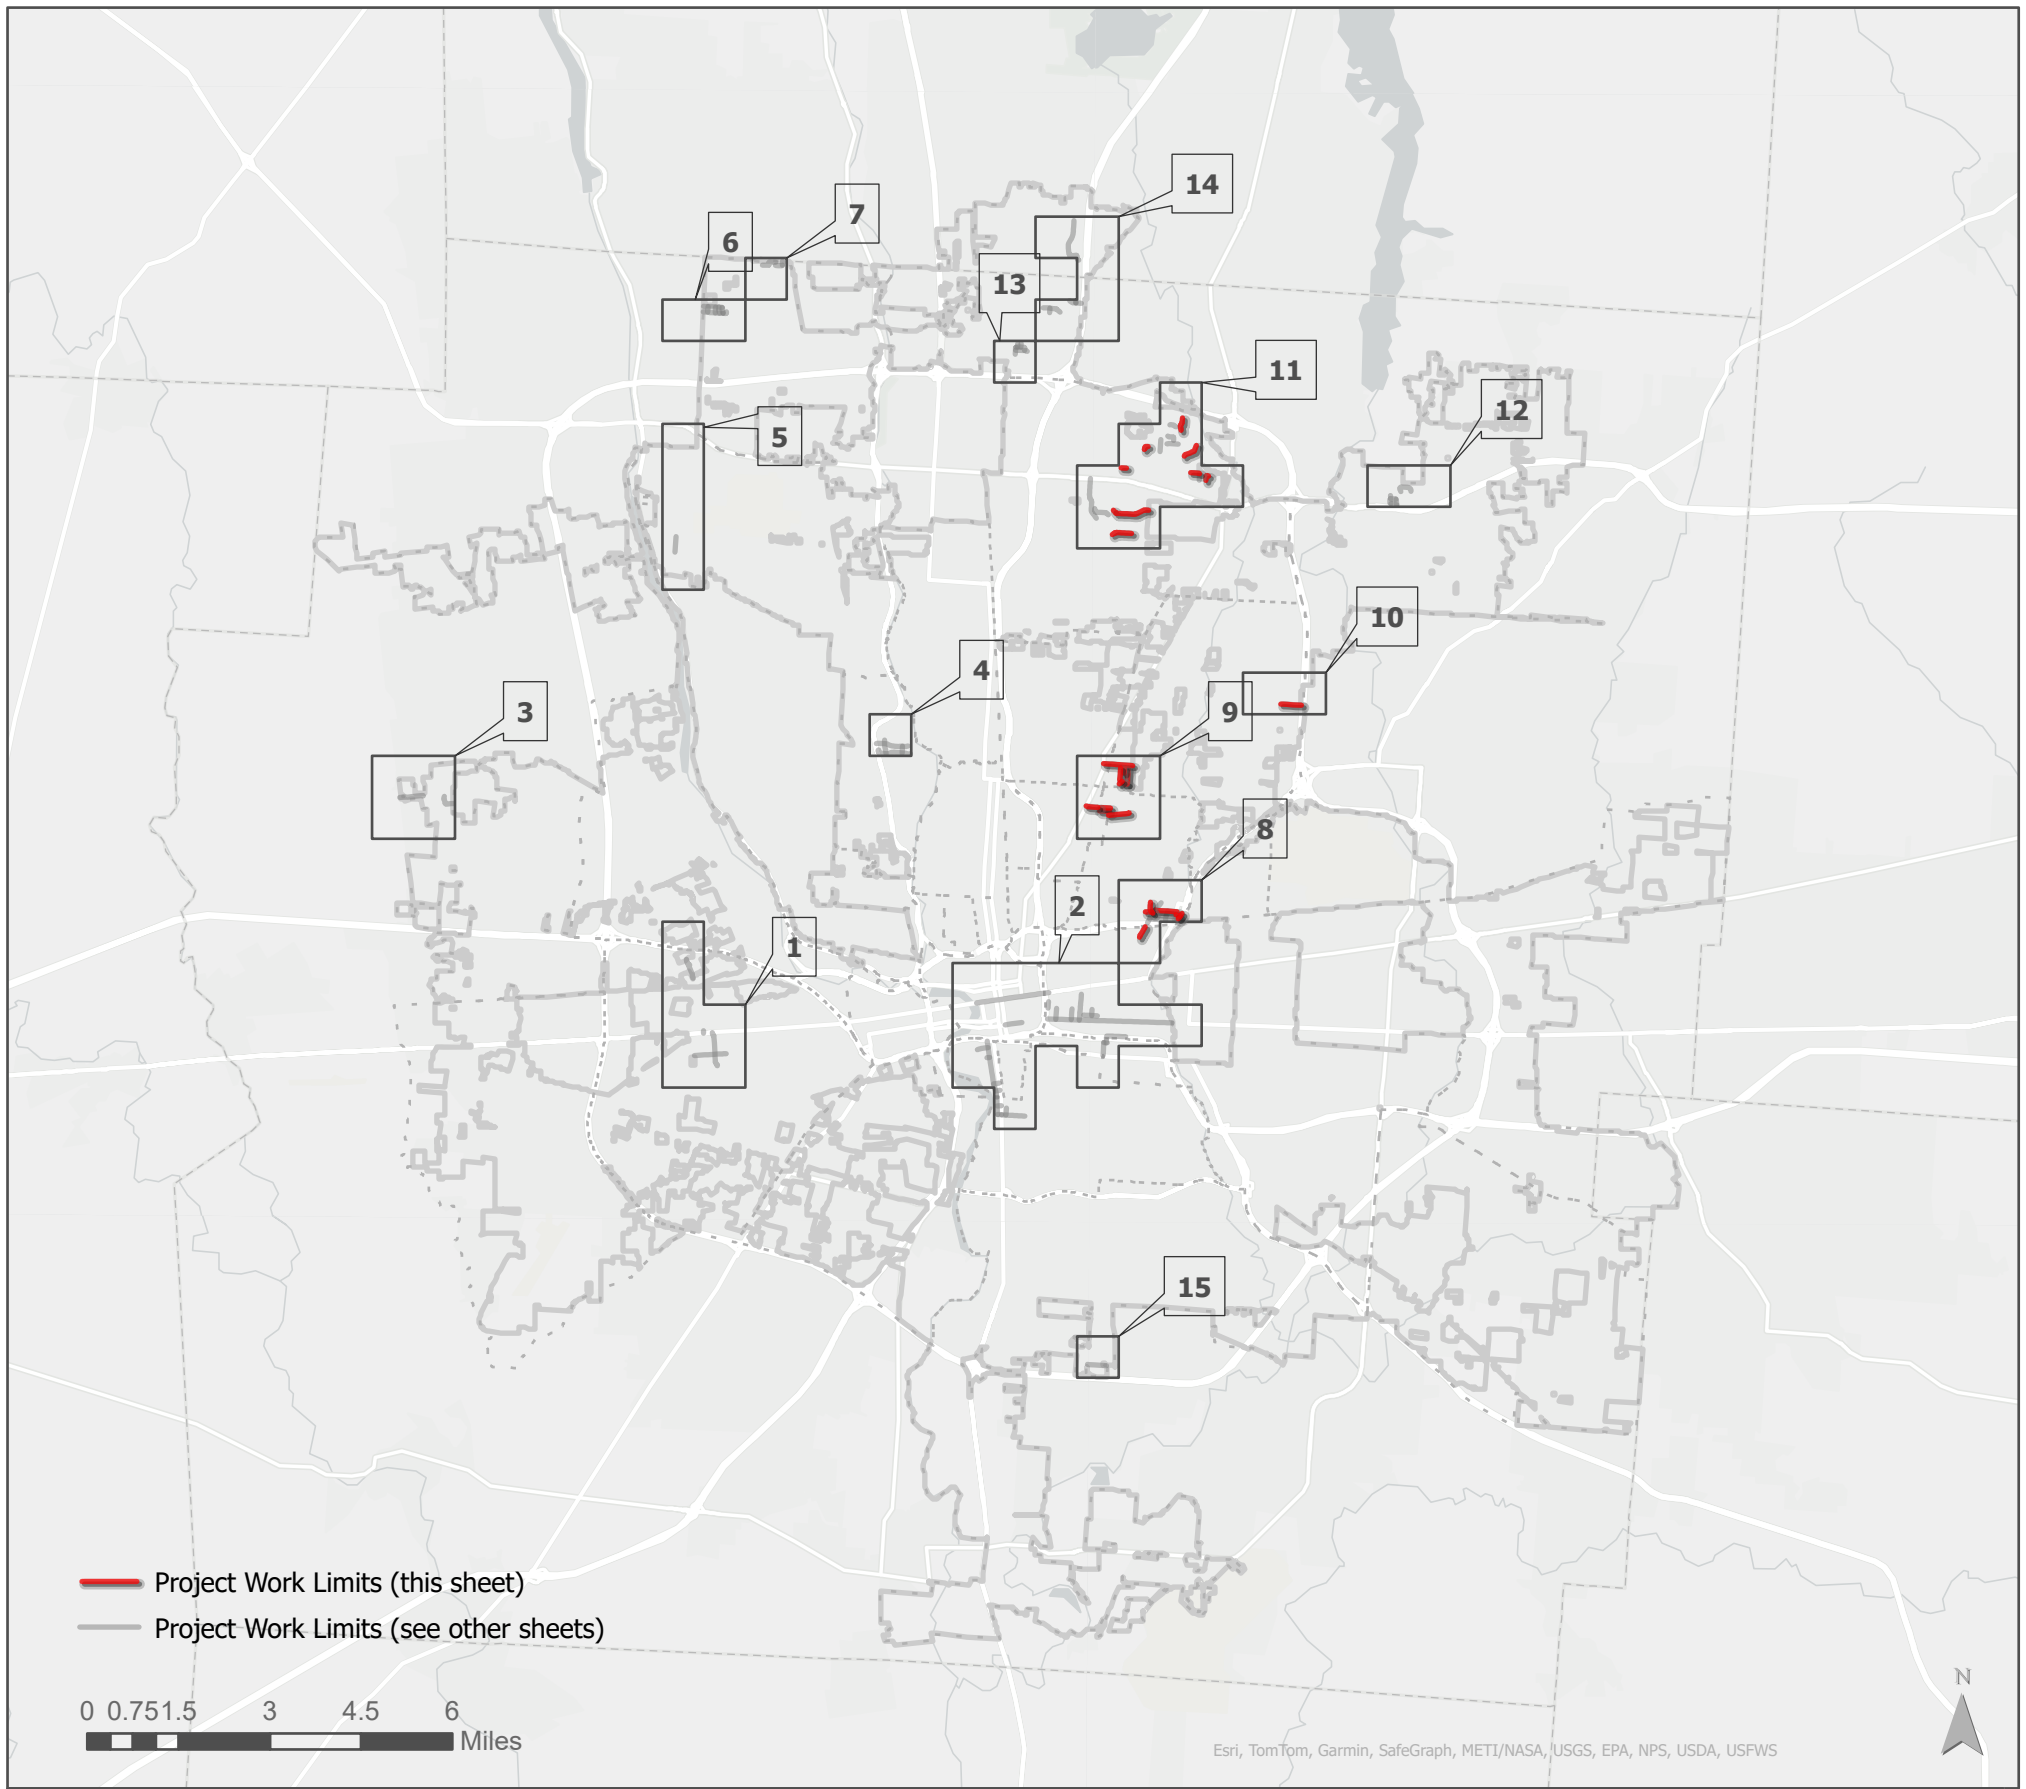 14
7
6
13
11
12
5
10
4
9
3
8
2
1
15
Project Work Limits (this sheet)
Project Work Limits (see other sheets)
N
0 0.75 1.5 3 4.5 6
Miles
Esri, TomTom, Garmin, SafeGraph, METI/NASA, USGS, EPA, NPS, USDA, USFWS